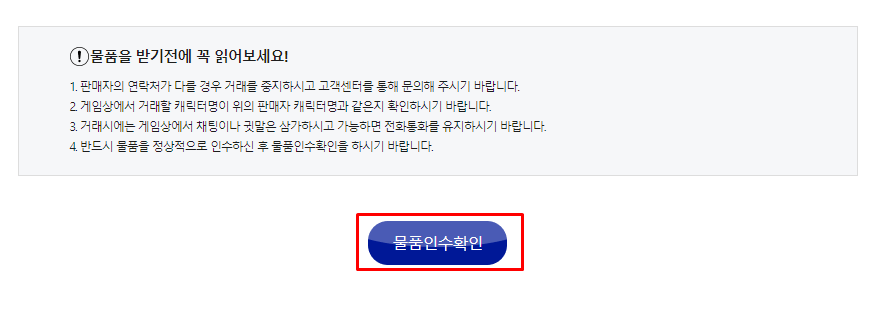 ! 물품을 받기전에 꼭 읽어보세요!
1. 판매자의 연락처가 다를 경우 거래를 중지하시고 고객센터를 통해 문의해 주시기 바랍니다.
2. 게임상에서 거래할 캐릭터명이 위의 판매자 캐릭터명과 같은지 확인하시기 바랍니다.
3. 거래시에는 게임상에서 채팅이나 귓말은 삼가하시고 가능하면 전화통화를 유지하시기 바랍니다.
4. 반드시 물품을 정상적으로 인수하신 후 물품인수확인을 하시기 바랍니다.
물품인수확인